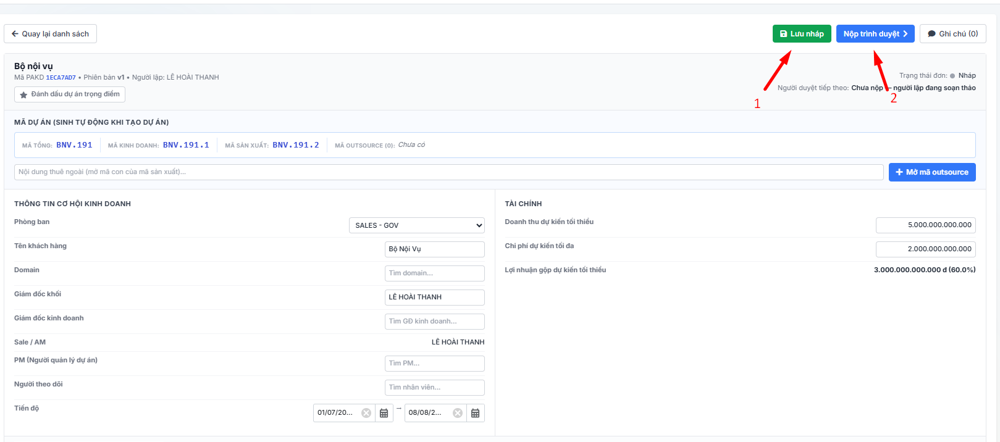 Quay lại danh sách
Lưu nháp
Nộp trình duyệt
Ghi chú (0)
Bộ nội vụ
Mã PAKD 1ECA7AD7 • Phiên bản v1 • Người lập: LÊ HOÀI THANH
Trạng thái đơn: Nháp
Đánh dấu dự án trọng điểm
Người duyệt tiếp theo: Chưa nộp — người lập đang soạn thảo
1
2
MÃ DỰ ÁN (SINH TỰ ĐỘNG KHI TẠO DỰ ÁN)
MÃ TỔNG: BNV.191
MÃ KINH DOANH: BNV.191.1
MÃ SẢN XUẤT: BNV.191.2
MÃ OUTSOURCE (0): Chưa có
Nội dung thuê ngoài (mở mã con của mã sản xuất)...
Mở mã outsource
THÔNG TIN CƠ HỘI KINH DOANH
Phòng ban
SALES - GOV
Tên khách hàng
Bộ Nội Vụ
Domain
Tìm domain...
Giám đốc khối
LÊ HOÀI THANH
Giám đốc kinh doanh
Tìm GĐ kinh doanh...
Sale / AM
LÊ HOÀI THANH
PM (Người quản lý dự án)
Tìm PM...
Người theo dõi
Tìm nhân viên...
Tiến độ
01/07/20...
→
08/08/2...
TÀI CHÍNH
Doanh thu dự kiến tối thiểu
5.000.000.000.000
Chi phí dự kiến tối đa
2.000.000.000.000
Lợi nhuận gộp dự kiến tối thiểu
3.000.000.000.000 đ (60.0%)